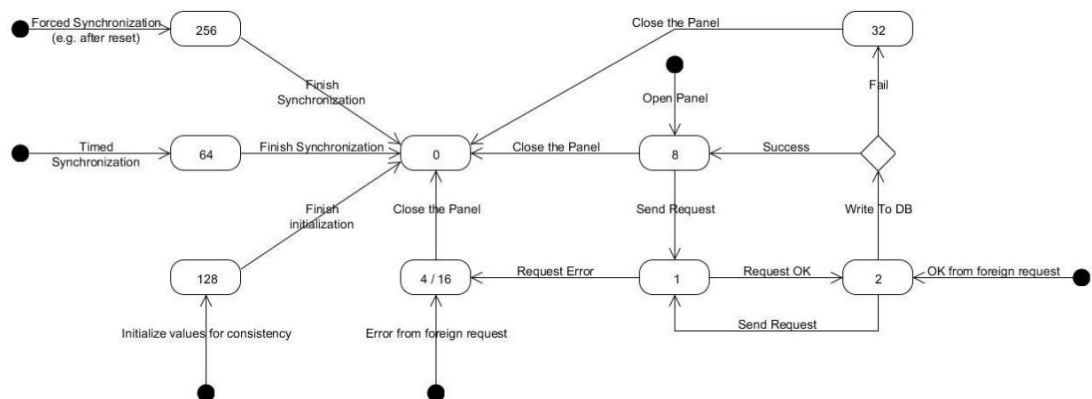 Forced Synchronization
(e.g. after reset)
256
Close the Panel
32
Finish
Synchronization
Open Panel
Fail
Timed
Synchronization
64
Finish Synchronization
0
Close the Panel
8
Success
Finish
initialization
Close the Panel
Send Request
Write To DB
128
4 / 16
Request Error
1
Request OK
2
OK from foreign request
Initialize values for consistency
Error from foreign request
Send Request